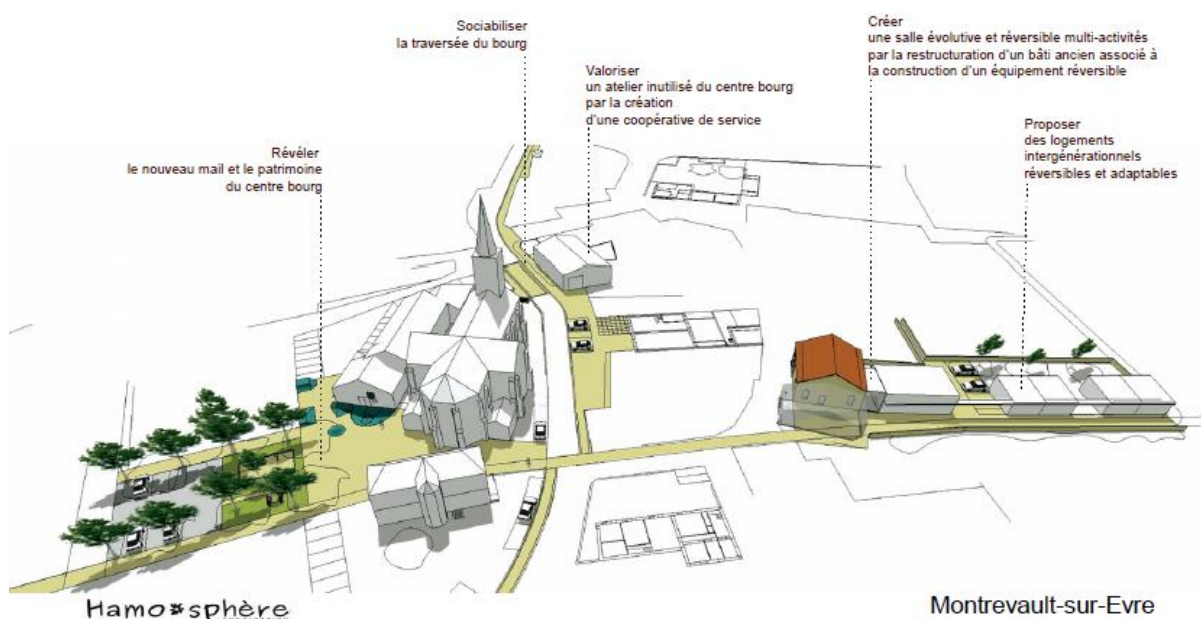 Sociabiliser
la traversée du bourg
Créer
une salle évolutive et réversible multi-activités
par la restructuration d'un bâti ancien associé à
la construction d'un équipement réversible
Valoriser
un atelier inutilisé du centre bourg
par la création
d'une coopérative de service
Proposer
des logements
intergénérationnels
réversibles et adaptables
Révéler
le nouveau mail et le patrimoine
du centre bourg
Hamo sphère
Montrevault-sur-Evre